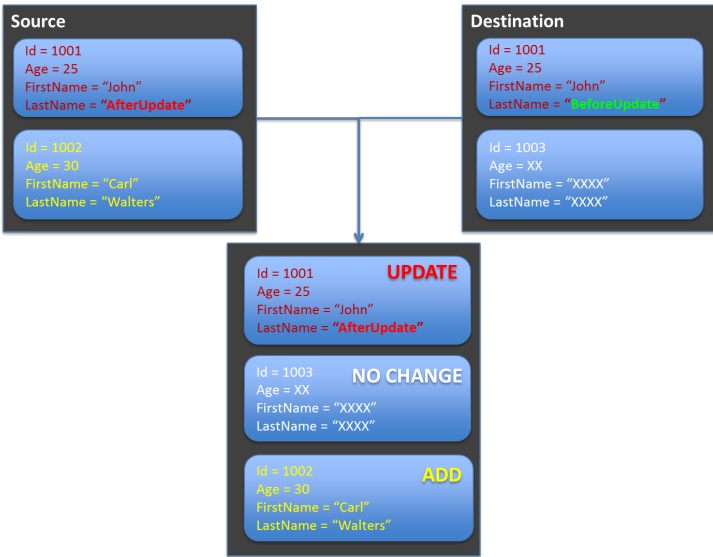 Source
Id = 1001
Age = 25
FirstName = “John”
LastName = “AfterUpdate”
Id = 1002
Age = 30
FirstName = “Carl”
LastName = “Walters”
Destination
Id = 1001
Age = 25
FirstName = “John”
LastName = “BeforeUpdate”
Id = 1003
Age = XX
FirstName = “XXXX”
LastName = “XXXX”
Id = 1001
UPDATE
Age = 25
FirstName = “John”
LastName = “AfterUpdate”
Id = 1003
NO CHANGE
Age = XX
FirstName = “XXXX”
LastName = “XXXX”
Id = 1002
ADD
Age = 30
FirstName = “Carl”
LastName = “Walters”